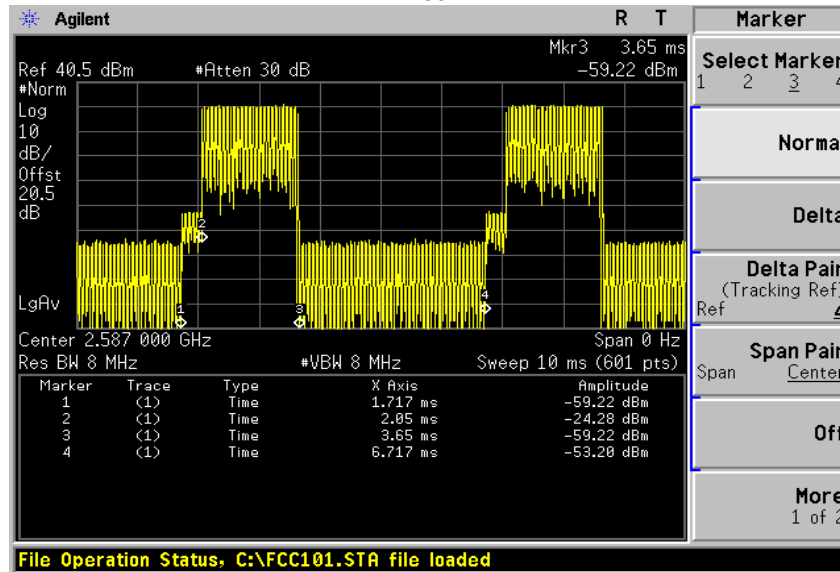 Agilent R T Marker
Mkr3 3.65 ms
Ref 40.5 dBm #Atten 30 dB -59.22 dBm
#Norm
Log
10
dB/
Offst
20.5
dB
LgAv
1 2 3 4
Center 2.587 000 GHz Span 0 Hz
Res BW 8 MHz #VBW 8 MHz Sweep 10 ms (601 pts)
Marker Trace Type X Axis Amplitude
1 (1) Time 1.717 ms -59.22 dBm
2 (1) Time 2.05 ms -24.28 dBm
3 (1) Time 3.65 ms -59.22 dBm
4 (1) Time 6.717 ms -53.20 dBm
Select Marker
1 2 3 4
Norma
Delta
Delta Pair
(Tracking Ref)
Ref 4
Span Pair
Span Center
Of
More
1 of 2
File Operation Status, C:\FCC101.STA file loaded